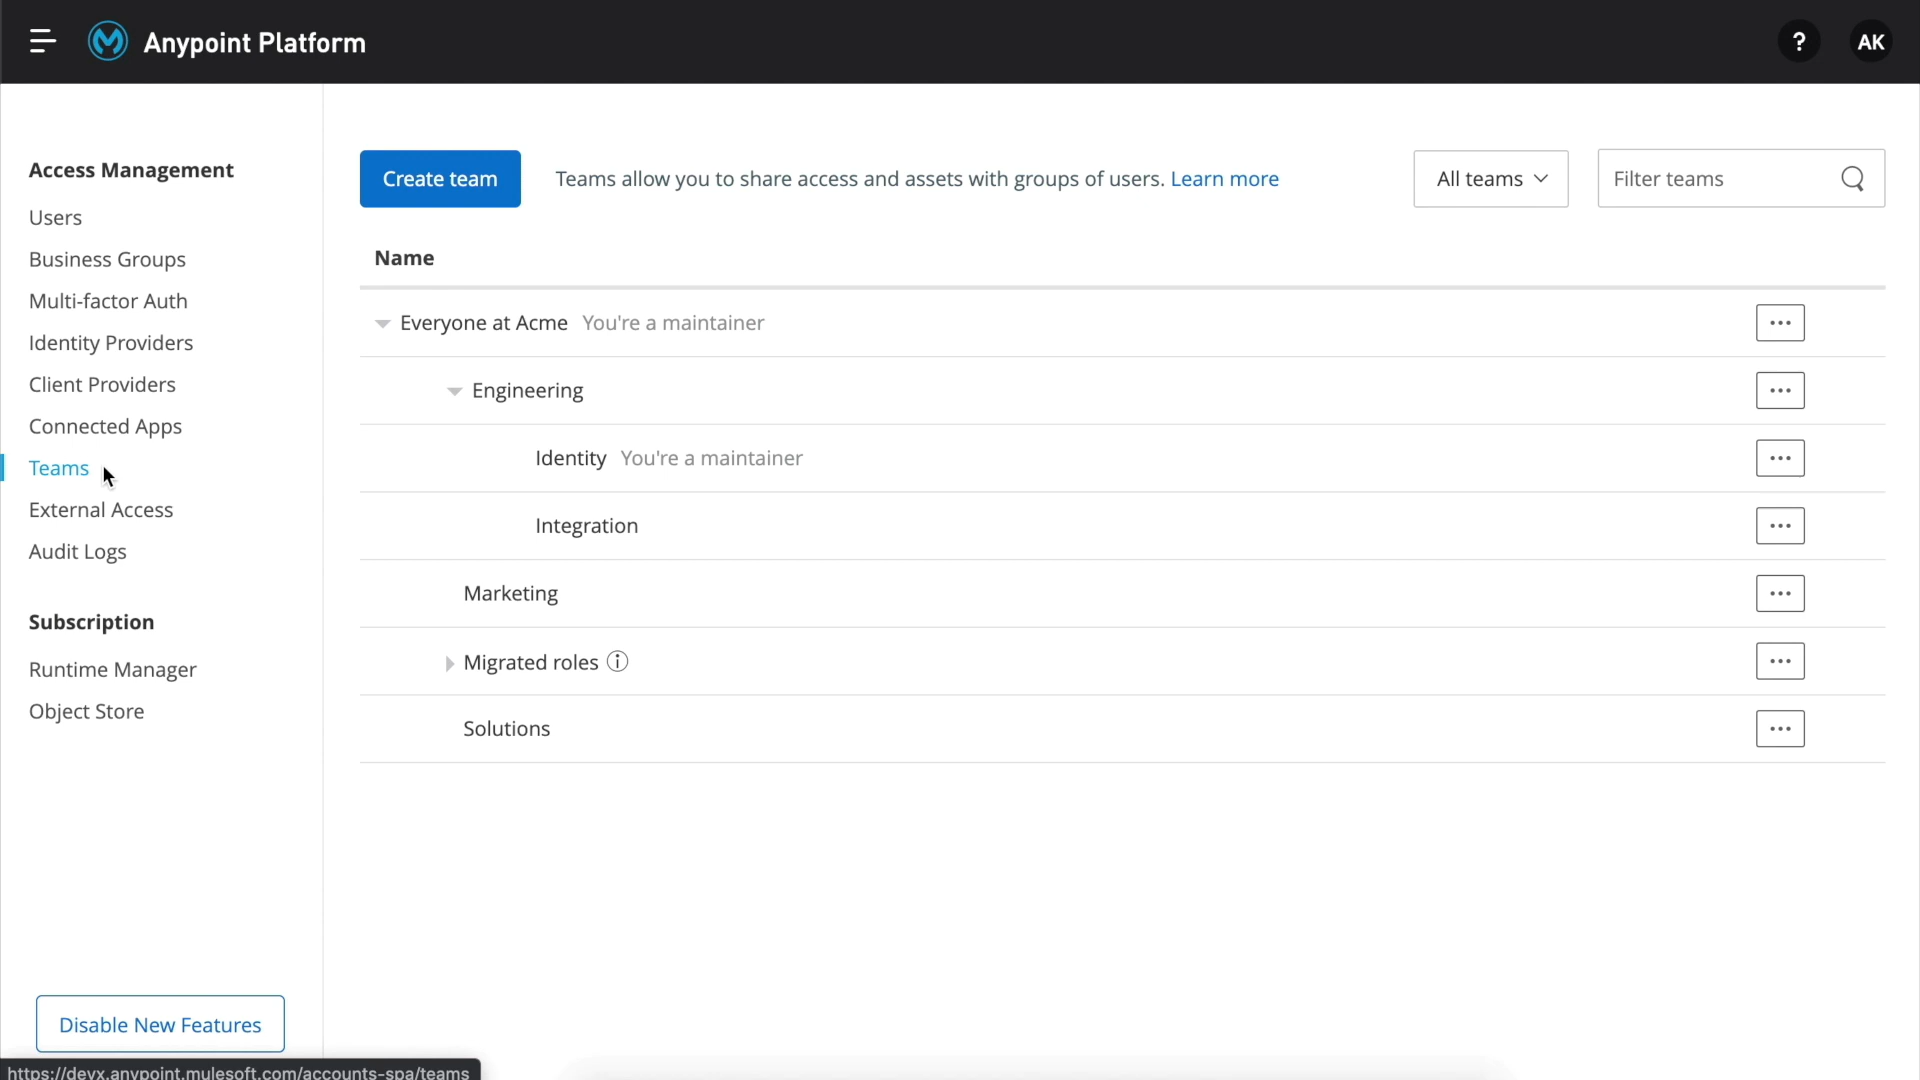 Anypoint Platform
?
AK
Access Management
Users
Business Groups
Multi-factor Auth
Identity Providers
Client Providers
Connected Apps
Teams
External Access
Audit Logs
Subscription
Runtime Manager
Object Store
Disable New Features
https://devx.anypoint.mulesoft.com/accounts-spa/teams
Create team
Teams allow you to share access and assets with groups of users. Learn more
All teams
Filter teams
Name
Everyone at Acme You're a maintainer
Engineering
Identity You're a maintainer
Integration
Marketing
Migrated roles
Solutions